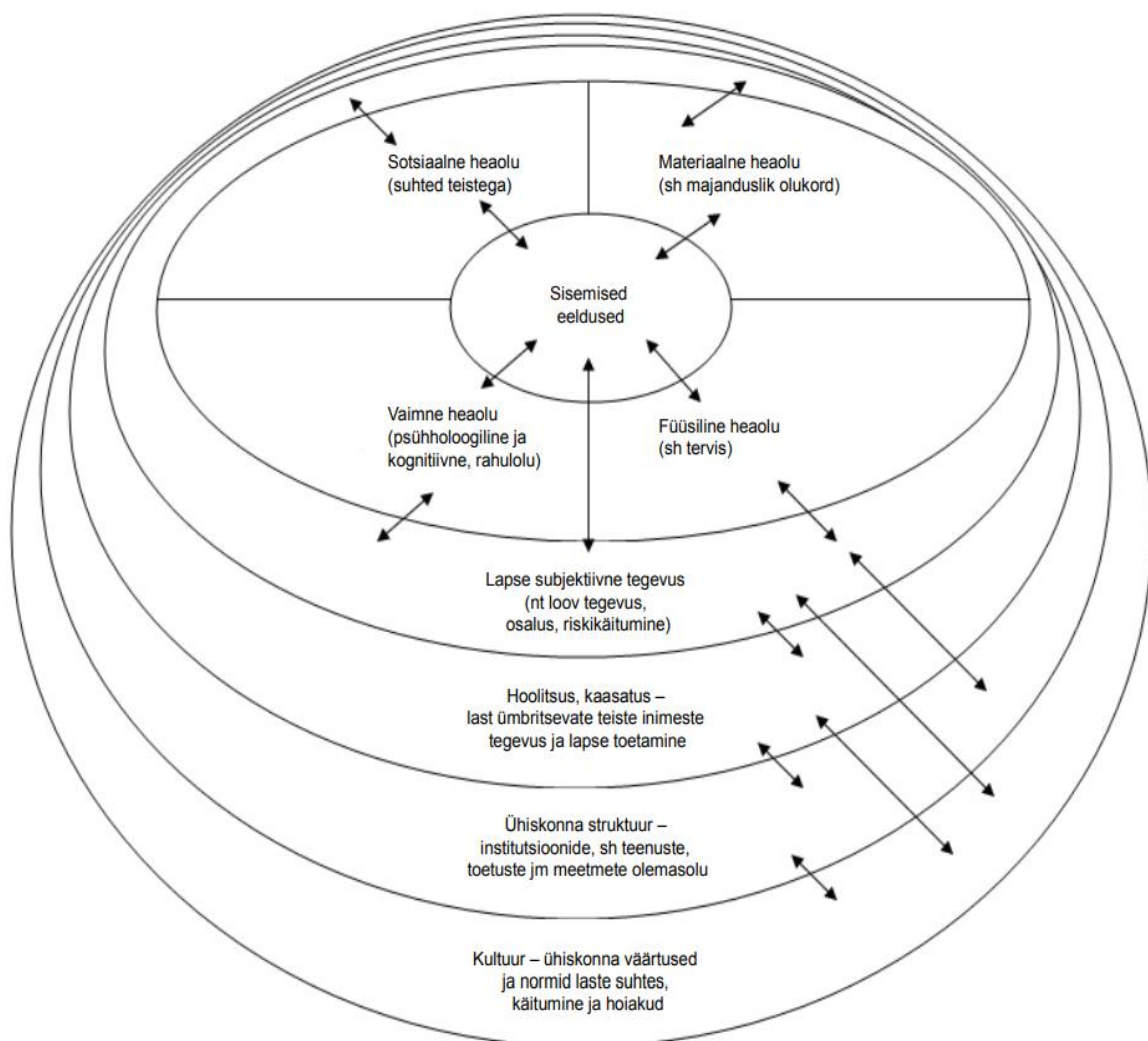 Sotsiaalne heaolu
(suhted teistega)
Materiaalne heaolu
(sh majanduslik olukord)
Sisemised
eeldused
Vaimne heaolu
(psühholoogiline ja
kognitiivne, rahulolu)
Füüsiline heaolu
(sh tervis)
Lapse subjektiivne tegevus
(nt loov tegevus,
osalus, riskikäitumine)
Hoolitsus, kaasatus –
last ümbritsevate teiste inimeste
tegevus ja lapse toetamine
Ühiskonna struktuur –
institutsioonide, sh teenuste,
toetuste jm meetmete olemasolu
Kultuur – ühiskonna väärtused
ja normid laste suhtes,
käitumine ja hoiakud